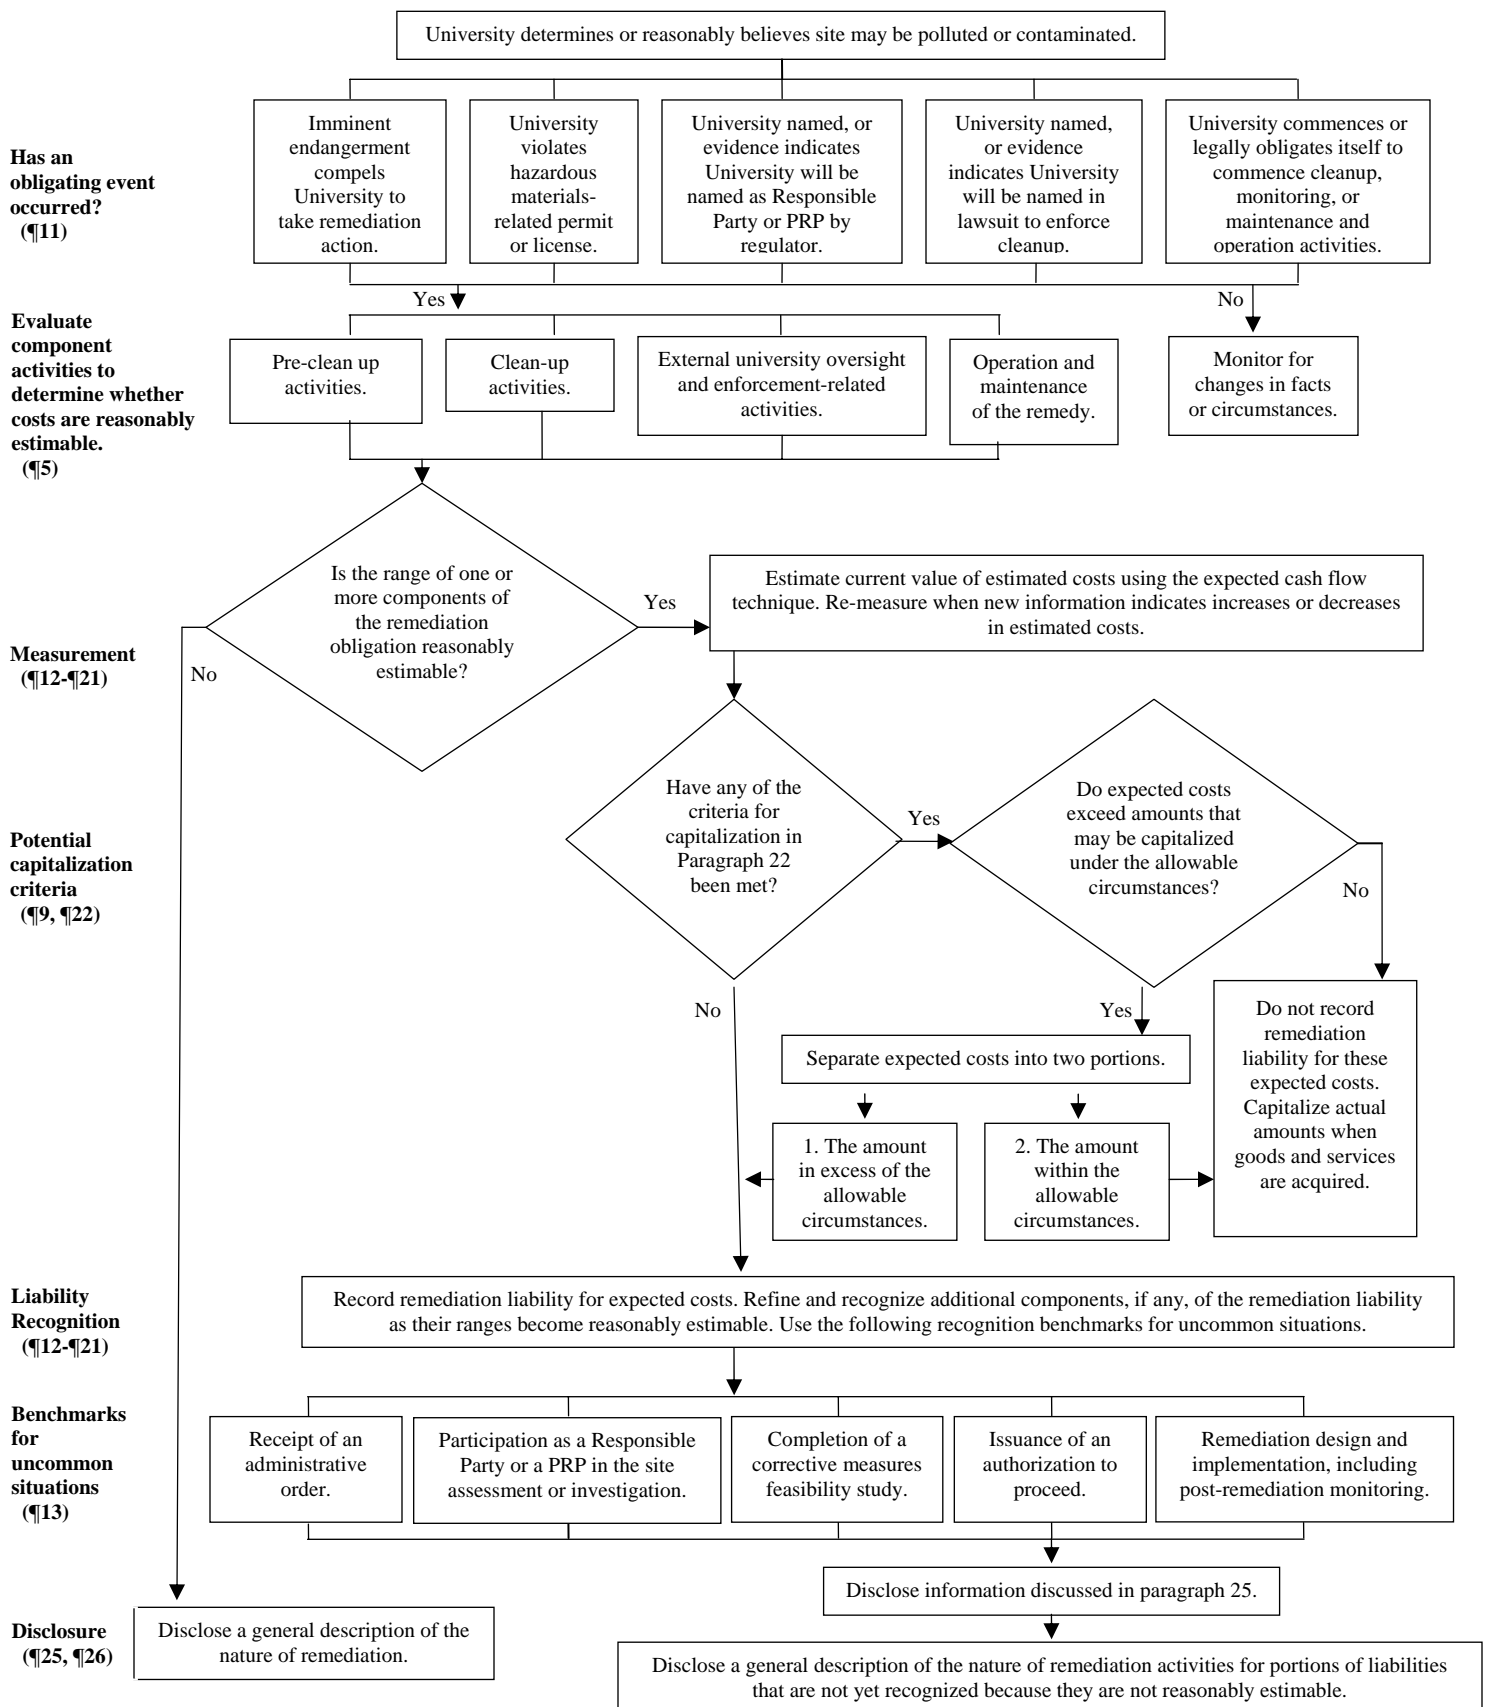 University determines or reasonably believes site may be polluted or contaminated.
Has an
obligating event
occurred?
(¶11)
Imminent
endangerment
compels
University to
take remediation
action.
University
violates
hazardous
materials-
related permit
or license.
University named, or
evidence indicates
University will be
named as Responsible
Party or PRP by
regulator.
University named,
or evidence
indicates University
will be named in
lawsuit to enforce
cleanup.
University commences or
legally obligates itself to
commence cleanup,
monitoring, or
maintenance and
operation activities.
Yes
No
Evaluate
component
activities to
determine whether
costs are reasonably
estimable.
(¶5)
Pre-clean up
activities.
Clean-up
activities.
External university oversight
and enforcement-related
activities.
Operation and
maintenance
of the remedy.
Monitor for
changes in facts
or circumstances.
Measurement
(¶12-¶21)
Is the range of one or
more components of
the remediation
obligation reasonably
estimable?
Yes
No
Estimate current value of estimated costs using the expected cash flow
technique. Re-measure when new information indicates increases or decreases
in estimated costs.
Potential
capitalization
criteria
(¶9, ¶22)
Have any of the
criteria for
capitalization in
Paragraph 22
been met?
Yes
No
Do expected costs
exceed amounts that
may be capitalized
under the allowable
circumstances?
No
Yes
Separate expected costs into two portions.
1. The amount
in excess of the
allowable
circumstances.
2. The amount
within the
allowable
circumstances.
Do not record
remediation
liability for these
expected costs.
Capitalize actual
amounts when
goods and services
are acquired.
Liability
Recognition
(¶12-¶21)
Record remediation liability for expected costs. Refine and recognize additional components, if any, of the remediation liability
as their ranges become reasonably estimable. Use the following recognition benchmarks for uncommon situations.
Benchmarks
for
uncommon
situations
(¶13)
Receipt of an
administrative
order.
Participation as a Responsible
Party or a PRP in the site
assessment or investigation.
Completion of a
corrective measures
feasibility study.
Issuance of an
authorization to
proceed.
Remediation design and
implementation, including
post-remediation monitoring.
Disclosure
(¶25, ¶26)
Disclose a general description of the
nature of remediation.
Disclose information discussed in paragraph 25.
Disclose a general description of the nature of remediation activities for portions of liabilities
that are not yet recognized because they are not reasonably estimable.